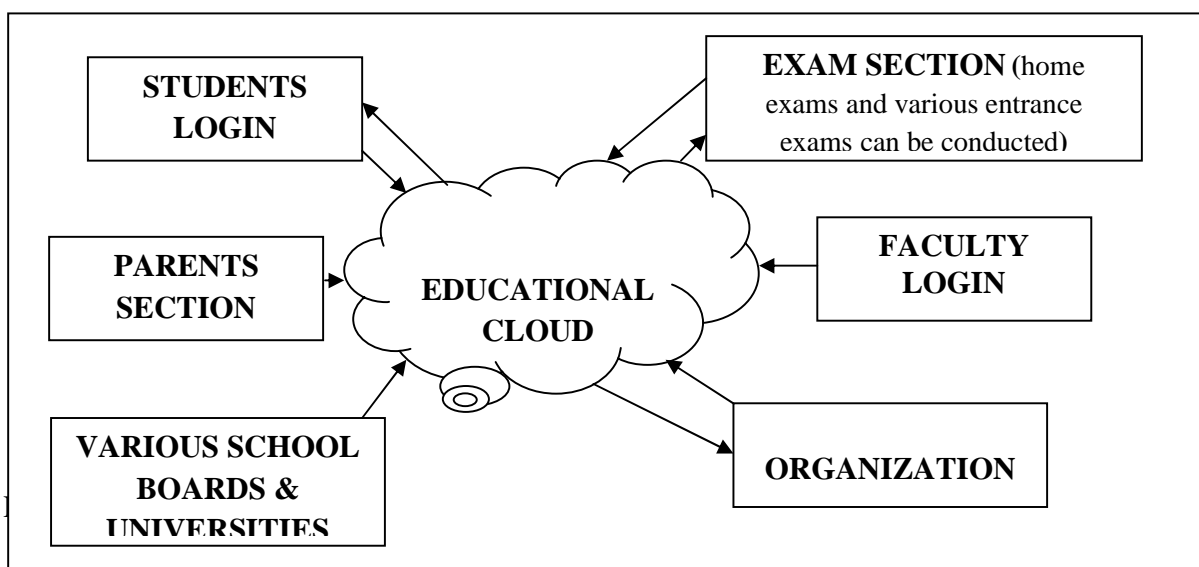 STUDENTS
LOGIN
EXAM SECTION (home
exams and various entrance
exams can be conducted)
PARENTS
SECTION
EDUCATIONAL
CLOUD
FACULTY
LOGIN
VARIOUS SCHOOL
BOARDS &
UNIVERSITIES
ORGANIZATION